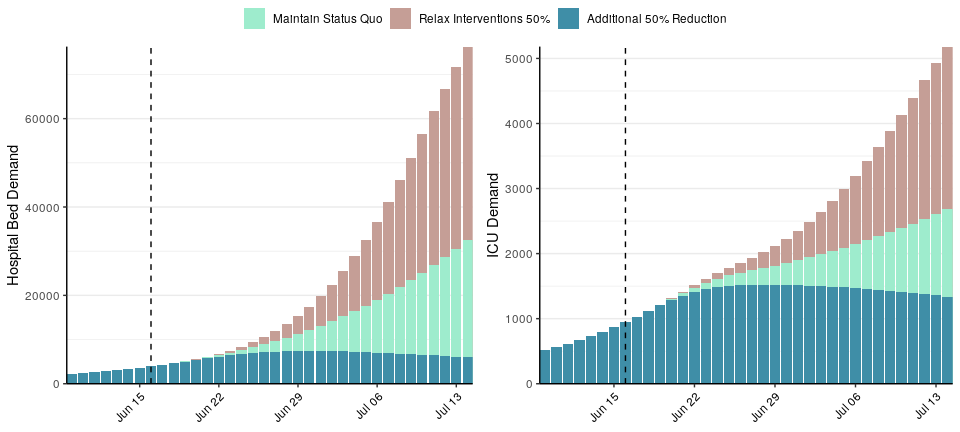 Maintain Status Quo Relax Interventions 50% Additional 50% Reduction
Hospital Bed Demand
60000
40000
20000
0
Jun 15 Jun 22 Jun 29 Jul 06 Jul 13
ICU Demand
5000
4000
3000
2000
1000
0
Jun 15 Jun 22 Jun 29 Jul 06 Jul 13